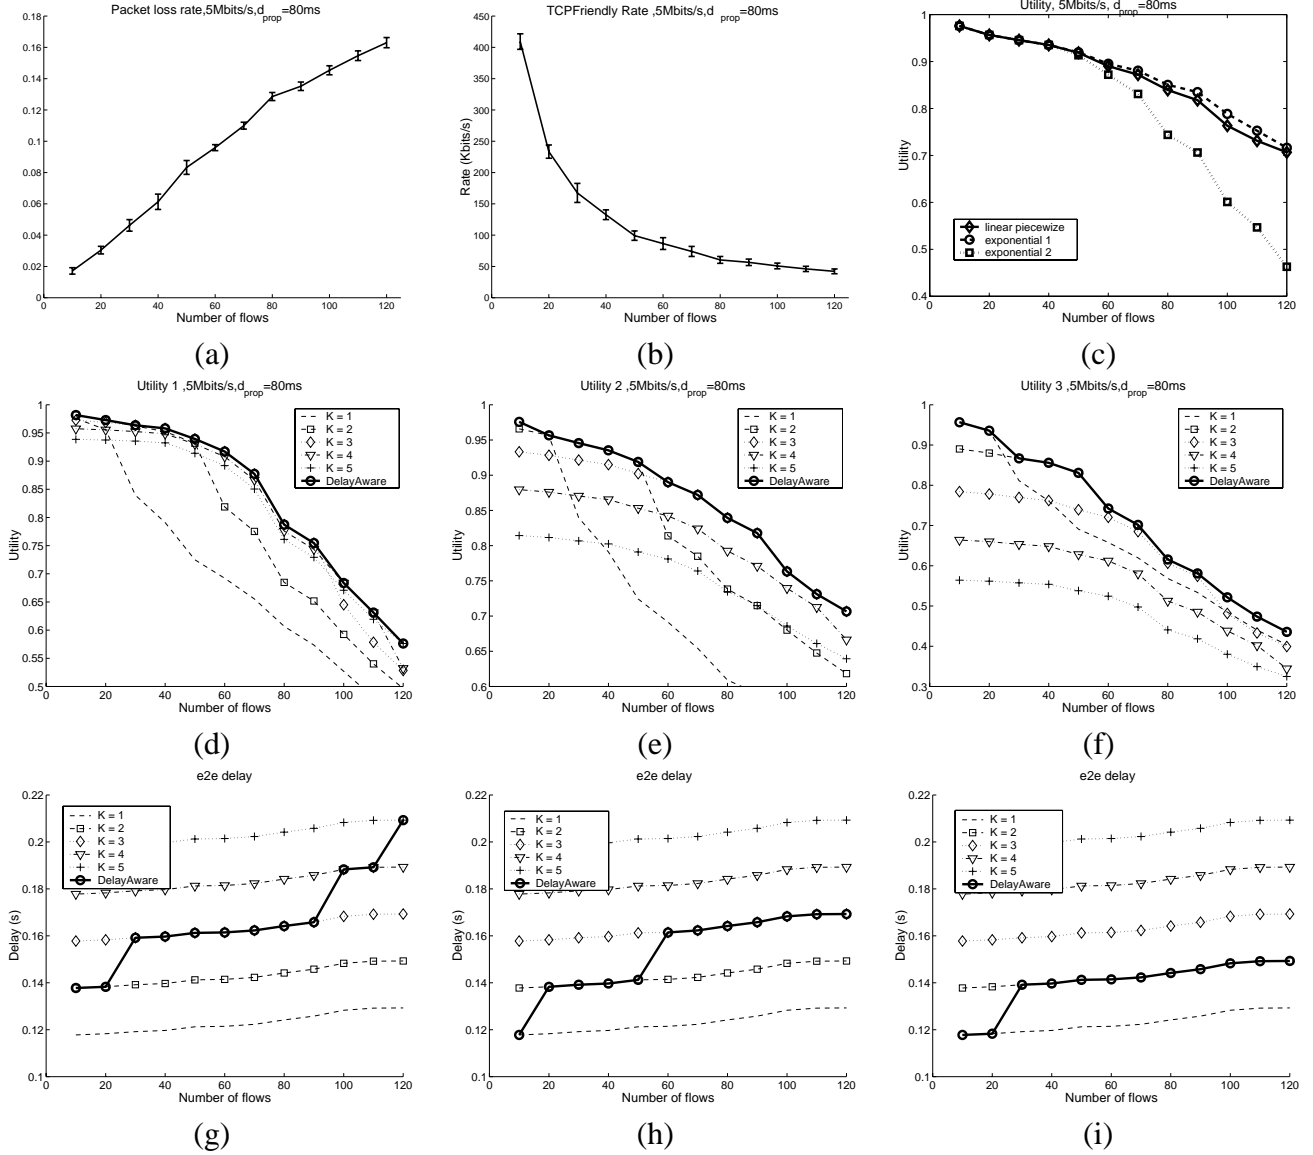 Packet loss rate,5Mbits/s,d_prop=80ms
0.18
0.16
0.14
0.12
0.1
0.08
0.06
0.04
0.02
0
0 20 40 60 80 100 120
Number of flows
(a)
TCPFriendly Rate ,5Mbits/s,d_prop=80ms
450
400
350
300
250
200
150
100
50
0
Rate (Kbits/s)
0 20 40 60 80 100 120
Number of flows
(b)
Utility, 5Mbits/s, d_prop=80ms
1
0.9
0.8
0.7
0.6
0.5
0.4
Utility
linear piecewize
exponential 1
exponential 2
0 20 40 60 80 100 120
Number of flows
(c)
Utility 1 ,5Mbits/s,d_prop=80ms
1
0.95
0.9
0.85
0.8
0.75
0.7
0.65
0.6
0.55
0.5
Utility
K = 1
K = 2
K = 3
K = 4
K = 5
DelayAware
0 20 40 60 80 100 120
Number of flows
(d)
Utility 2 ,5Mbits/s,d_prop=80ms
1
0.95
0.9
0.85
0.8
0.75
0.7
0.65
0.6
Utility
K = 1
K = 2
K = 3
K = 4
K = 5
DelayAware
0 20 40 60 80 100 120
Number of flows
(e)
Utility 3 ,5Mbits/s,d_prop=80ms
1
0.9
0.8
0.7
0.6
0.5
0.4
0.3
Utility
K = 1
K = 2
K = 3
K = 4
K = 5
DelayAware
0 20 40 60 80 100 120
Number of flows
(f)
e2e delay
0.22
0.2
0.18
0.16
0.14
0.12
0.1
Delay (s)
K = 1
K = 2
K = 3
K = 4
K = 5
DelayAware
0 20 40 60 80 100 120
Number of flows
(g)
e2e delay
0.22
0.2
0.18
0.16
0.14
0.12
0.1
Delay (s)
K = 1
K = 2
K = 3
K = 4
K = 5
DelayAware
0 20 40 60 80 100 120
Number of flows
(h)
e2e delay
0.22
0.2
0.18
0.16
0.14
0.12
0.1
Delay (s)
K = 1
K = 2
K = 3
K = 4
K = 5
DelayAware
0 20 40 60 80 100 120
Number of flows
(i)